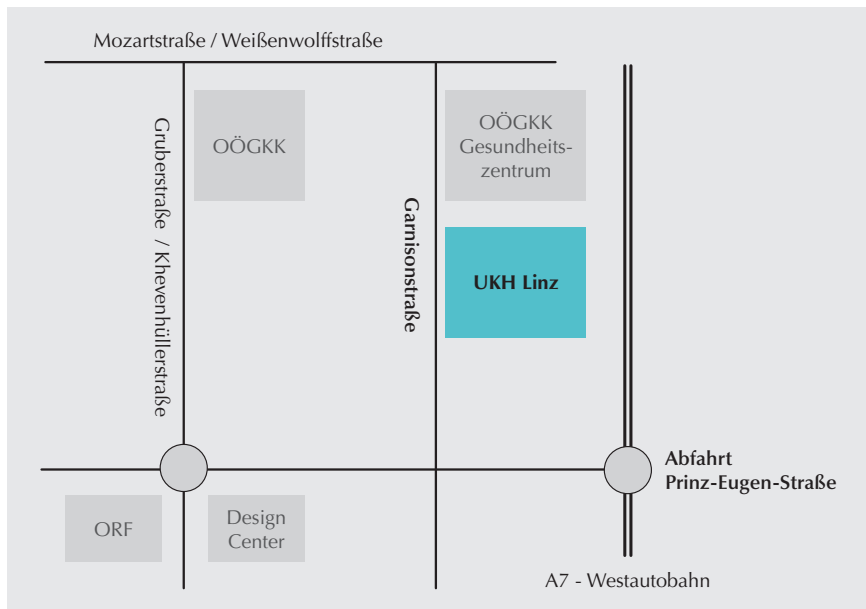 Mozartstraße / Weißenwolffstraße
Gruberstraße / Khevenhüllerstraße
OÖGKK
Garnisonstraße
OÖGKK
Gesundheits-
zentrum
UKH Linz
Abfahrt
Prinz-Eugen-Straße
ORF
Design
Center
A7 - Westautobahn